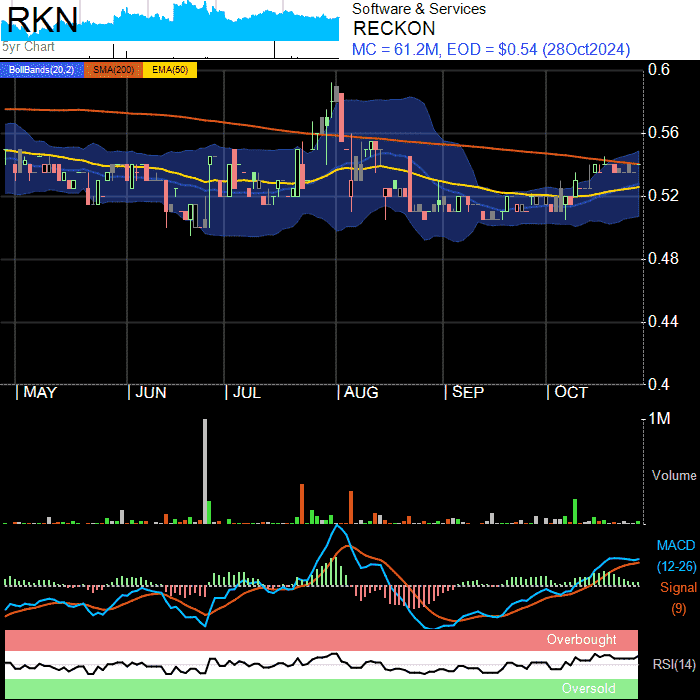 RKN
5yr Chart
Software & Services
RECKON
MC = 61.2M, EOD = $0.54 (28Oct2024)
BollBands(20,2) SMA(200) EMA(50)
0.6
0.56
0.52
0.48
0.44
0.4
MAY JUN JUL AUG SEP OCT
1M
Volume
MACD
(12-26)
Signal
(9)
Overbought
RSI(14)
Oversold